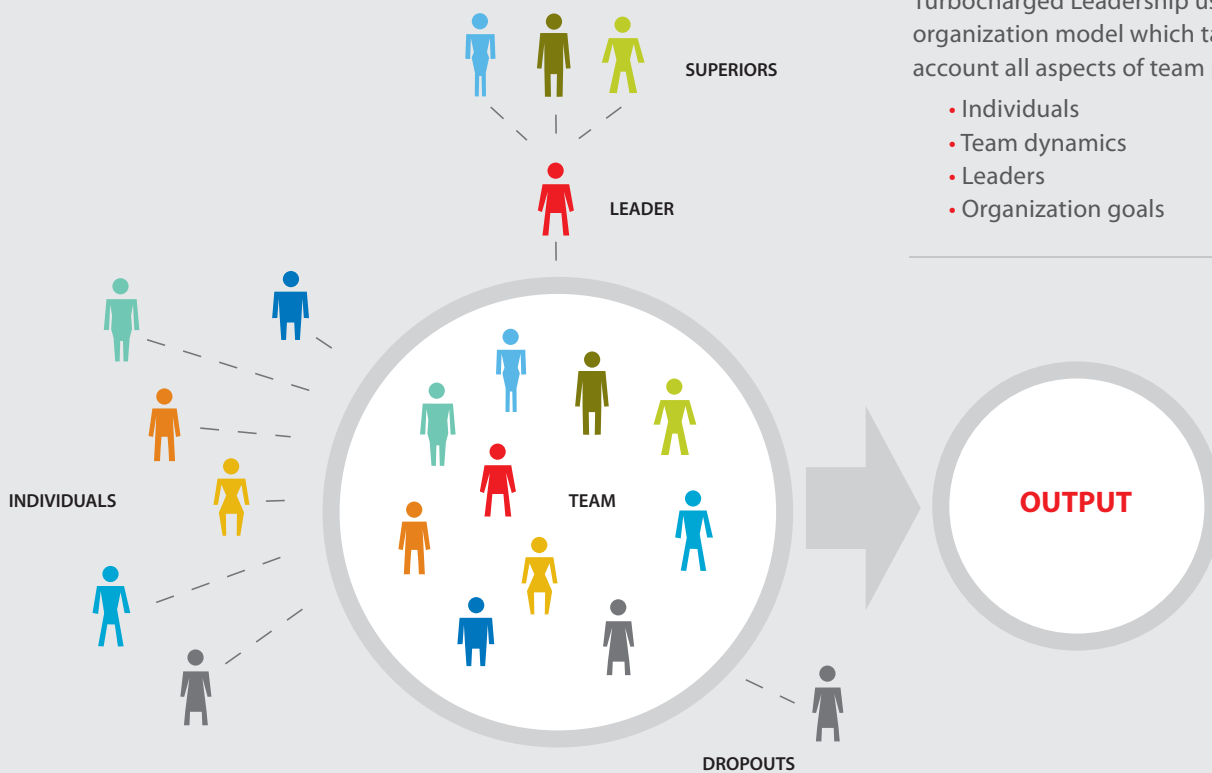 Turbocharged Leadership
organization model which
account all aspects of team
• Individuals
• Team dynamics
• Leaders
• Organization goals
SUPERIORS
LEADER
INDIVIDUALS
TEAM
OUTPUT
DROPOUTS